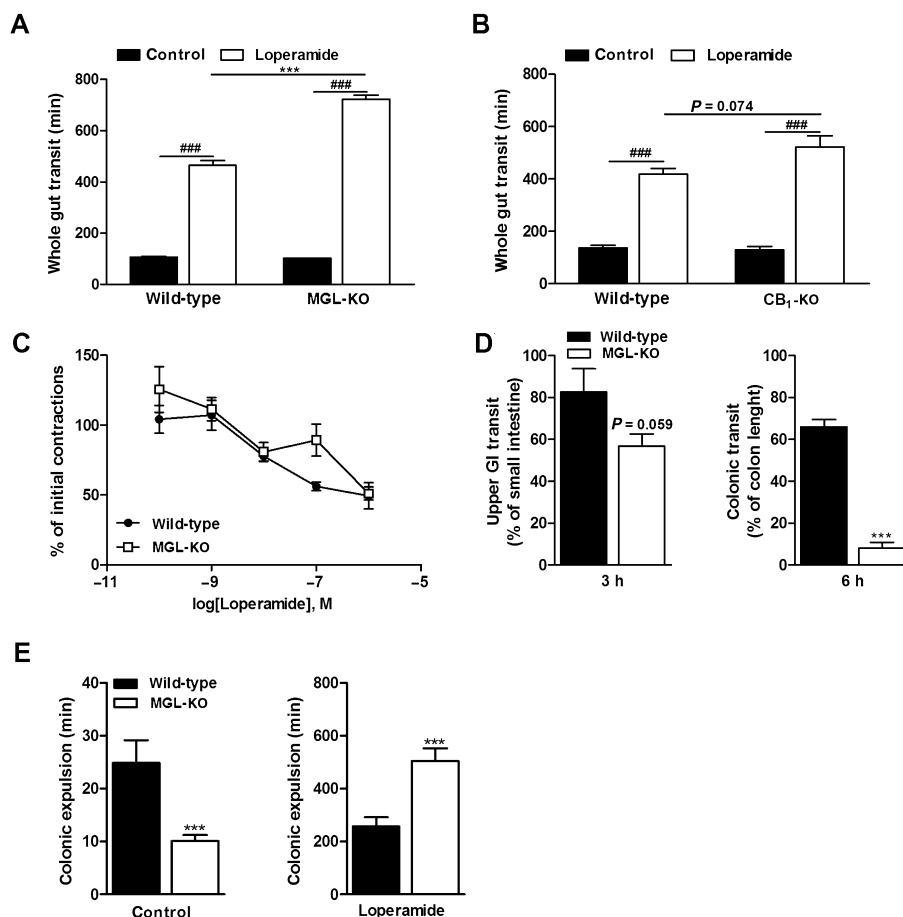 A
Control Loperamide
***
###
###
Whole gut transit (min)
800
600
400
200
0
Wild-type MGL-KO
B
Control Loperamide
P = 0.074
###
###
Whole gut transit (min)
800
600
400
200
0
Wild-type CB1-KO
C
% of initial contractions
150
100
50
0
Wild-type
MGL-KO
−11 −9 −7 −5
log[Loperamide], M
D
Wild-type
MGL-KO
Upper GI transit
(% of small intestine)
100
80
60
40
20
0
P = 0.059
3 h
Colonic transit
(% of colon lenght)
100
80
60
40
20
0
***
6 h
E
Wild-type
MGL-KO
Colonic expulsion (min)
40
30
20
10
0
***
Control
Colonic expulsion (min)
800
600
400
200
0
***
Loperamide